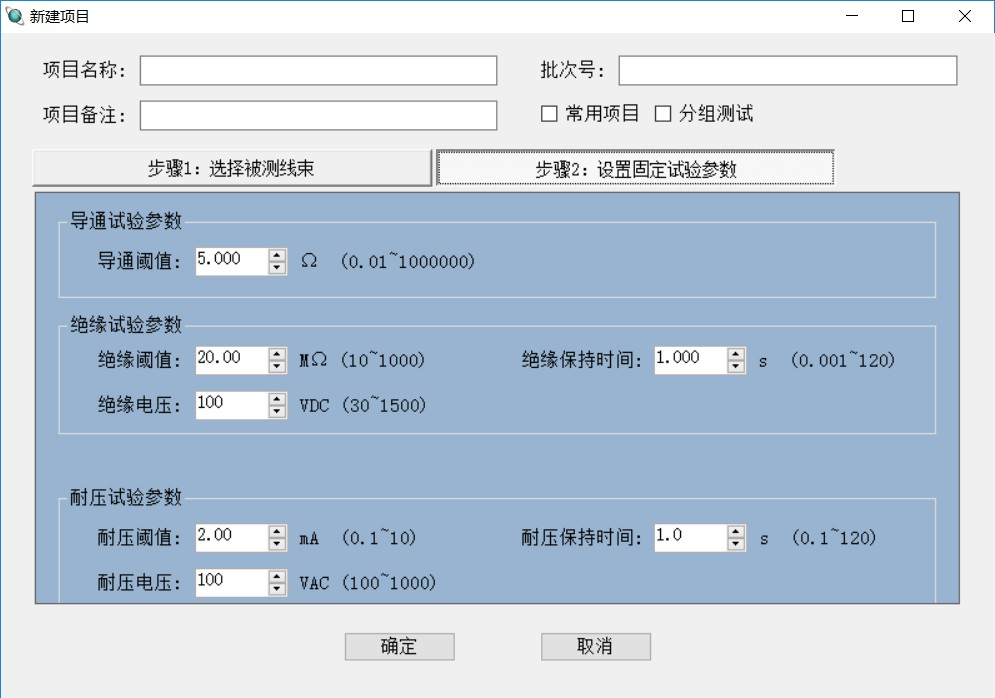 新建项目
项目名称: 批次号:
项目备注: 常用项目 分组测试
步骤1: 选择被测线束 步骤2: 设置固定试验参数
导通试验参数
导通阈值: 5.000 Ω (0.01~1000000)
绝缘试验参数
绝缘阈值: 20.00 MΩ (10~1000) 绝缘保持时间: 1.000 s (0.001~120)
绝缘电压: 100 VDC (30~1500)
耐压试验参数
耐压阈值: 2.00 mA (0.1~10) 耐压保持时间: 1.0 s (0.1~120)
耐压电压: 100 VAC (100~1000)
确定 取消